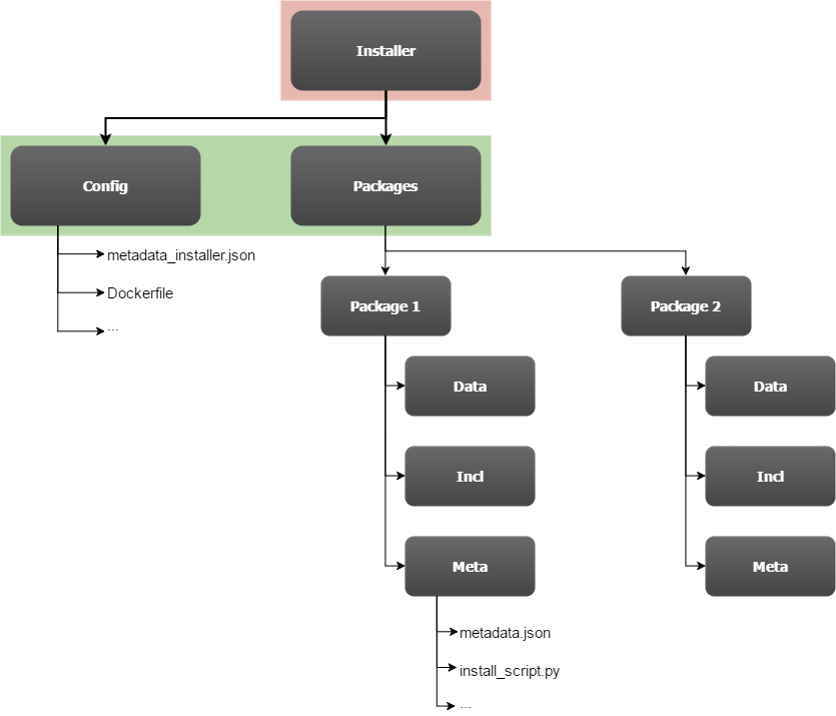 Installer
Config
Packages
metadata_installer.json
Dockerfile
...
Package 1
Package 2
Data
Data
Incl
Incl
Meta
Meta
metadata.json
install_script.py
...